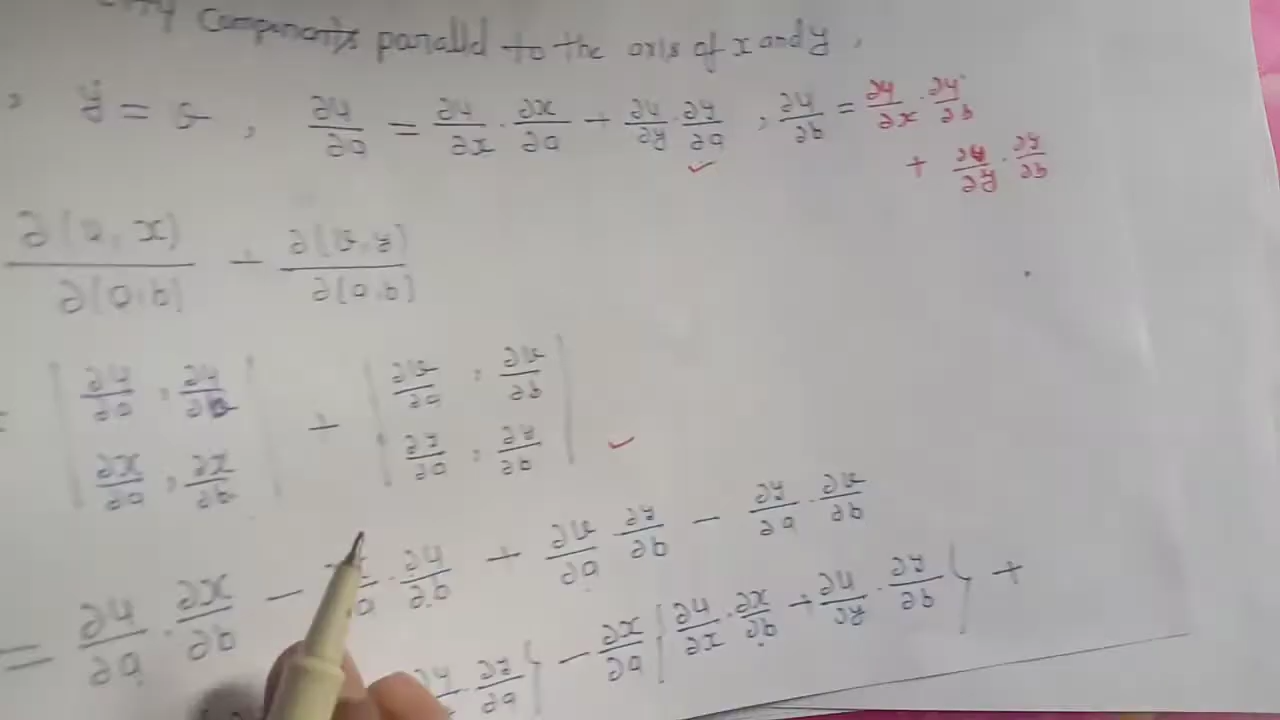 components parallel to the axis of x and y,
, ẏ = v, ∂u/∂a = ∂u/∂x · ∂x/∂a + ∂u/∂y · ∂y/∂a, ∂u/∂b = ∂u/∂x · ∂x/∂b
+ ∂u/∂y · ∂y/∂b
∂(u, x)/∂(a, b) + ∂(v, y)/∂(a, b)
= | ∂u/∂a , ∂u/∂b | + | ∂v/∂a , ∂v/∂b |
| ∂x/∂a , ∂x/∂b | | ∂y/∂a , ∂y/∂b |
= ∂u/∂a · ∂x/∂b − · ∂u/∂b + ∂v/∂a · ∂y/∂b − ∂y/∂a · ∂v/∂b
· ∂y/∂a } − ∂x/∂a { ∂u/∂x · ∂x/∂b + ∂u/∂y · ∂y/∂b } +